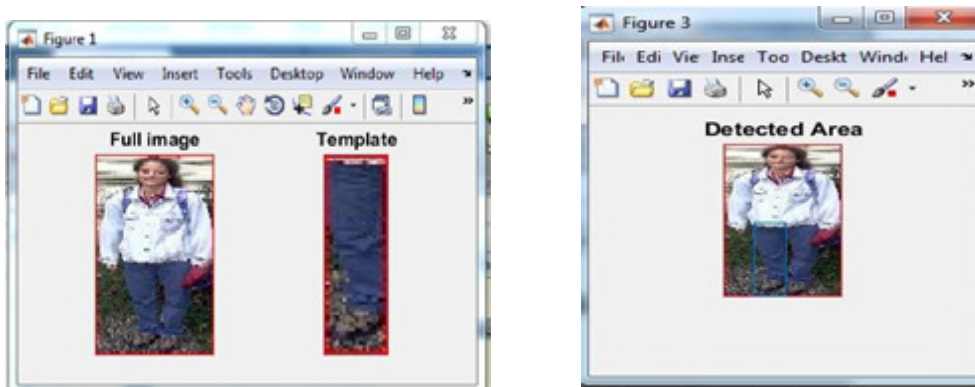 Figure 1
File Edit View Insert Tools Desktop Window Help
Full image Template
Figure 3
Fil Edi Vie Inse Too Deskt Wind Hel
Detected Area